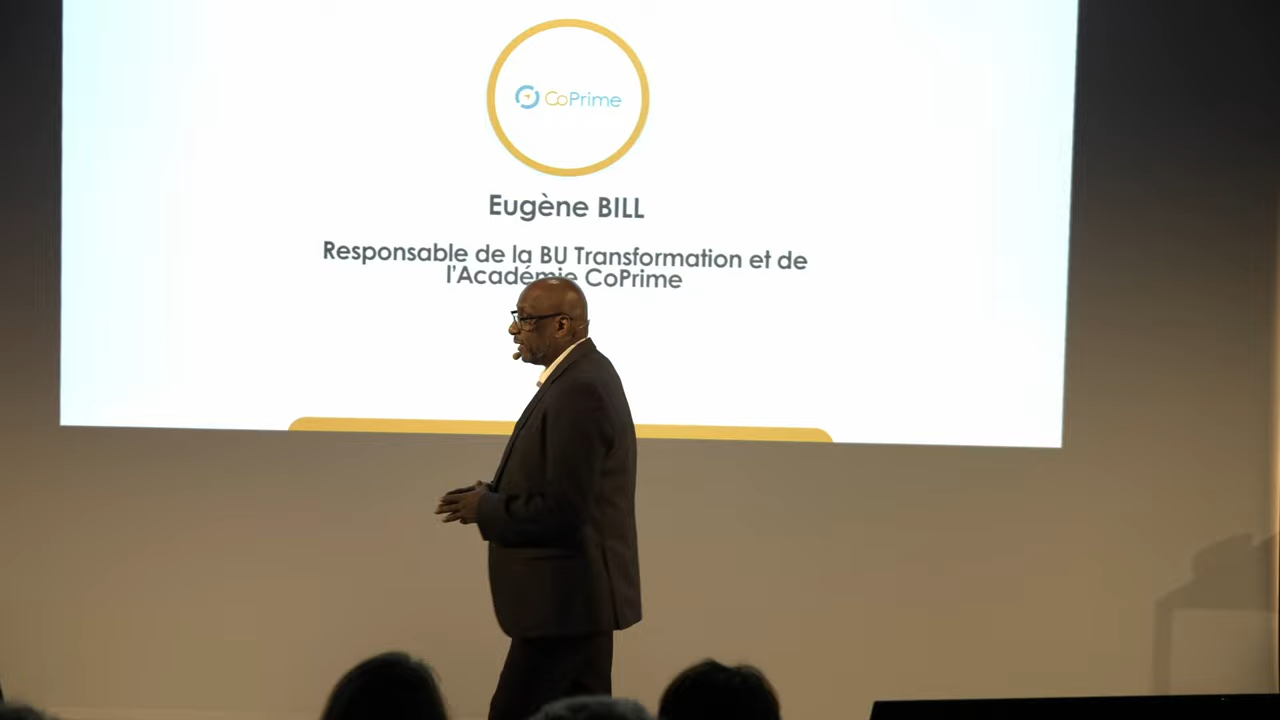 CoPrime
Eugène BILL
Responsable de la BU Transformation et de
l'Académie CoPrime